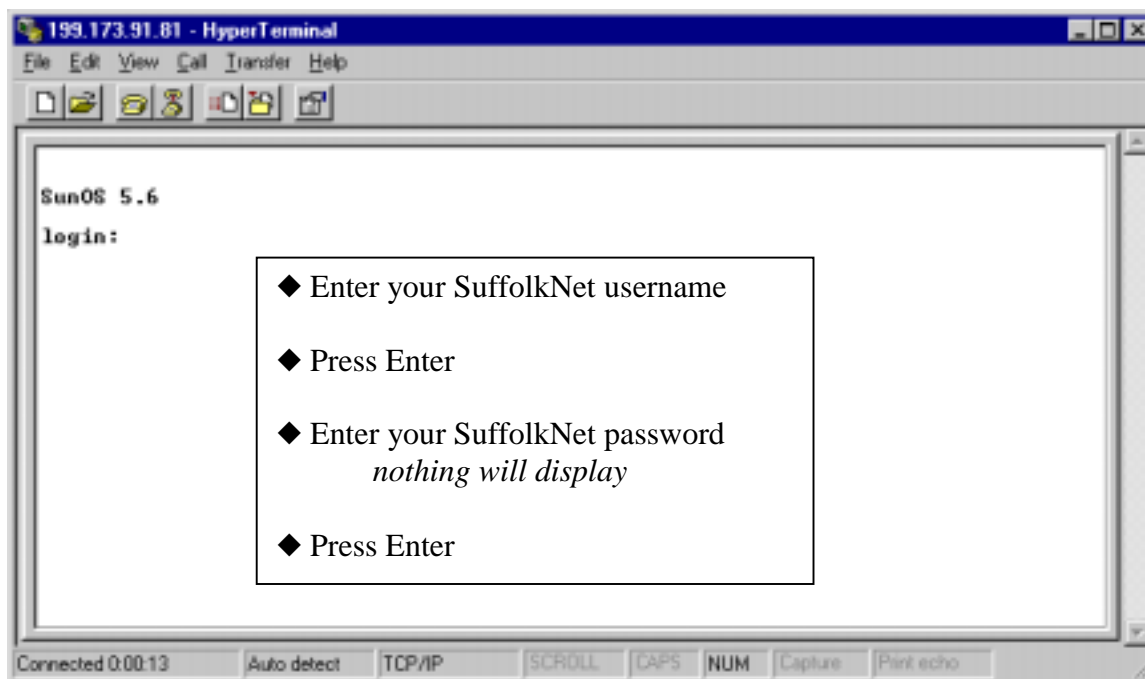 199.173.91.81 - HyperTerminal
File Edit View Call Transfer Help
SunOS 5.6
login:
◆ Enter your SuffolkNet username
◆ Press Enter
◆ Enter your SuffolkNet password
nothing will display
◆ Press Enter
Connected 0:00:13 Auto detect TCP/IP SCROLL CAPS NUM Capture Print echo